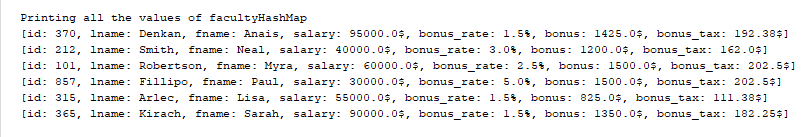 Printing all the values of facultyHashMap
[id: 370, lname: Denkan, fname: Anais, salary: 95000.0$, bonus_rate: 1.5%, bonus: 1425.0$, bonus_tax: 192.38$]
[id: 212, lname: Smith, fname: Neal, salary: 40000.0$, bonus_rate: 3.0%, bonus: 1200.0$, bonus_tax: 162.0$]
[id: 101, lname: Robertson, fname: Myra, salary: 60000.0$, bonus_rate: 2.5%, bonus: 1500.0$, bonus_tax: 202.5$]
[id: 857, lname: Fillipo, fname: Paul, salary: 30000.0$, bonus_rate: 5.0%, bonus: 1500.0$, bonus_tax: 202.5$]
[id: 315, lname: Arlec, fname: Lisa, salary: 55000.0$, bonus_rate: 1.5%, bonus: 825.0$, bonus_tax: 111.38$]
[id: 365, lname: Kirach, fname: Sarah, salary: 90000.0$, bonus_rate: 1.5%, bonus: 1350.0$, bonus_tax: 182.25$]